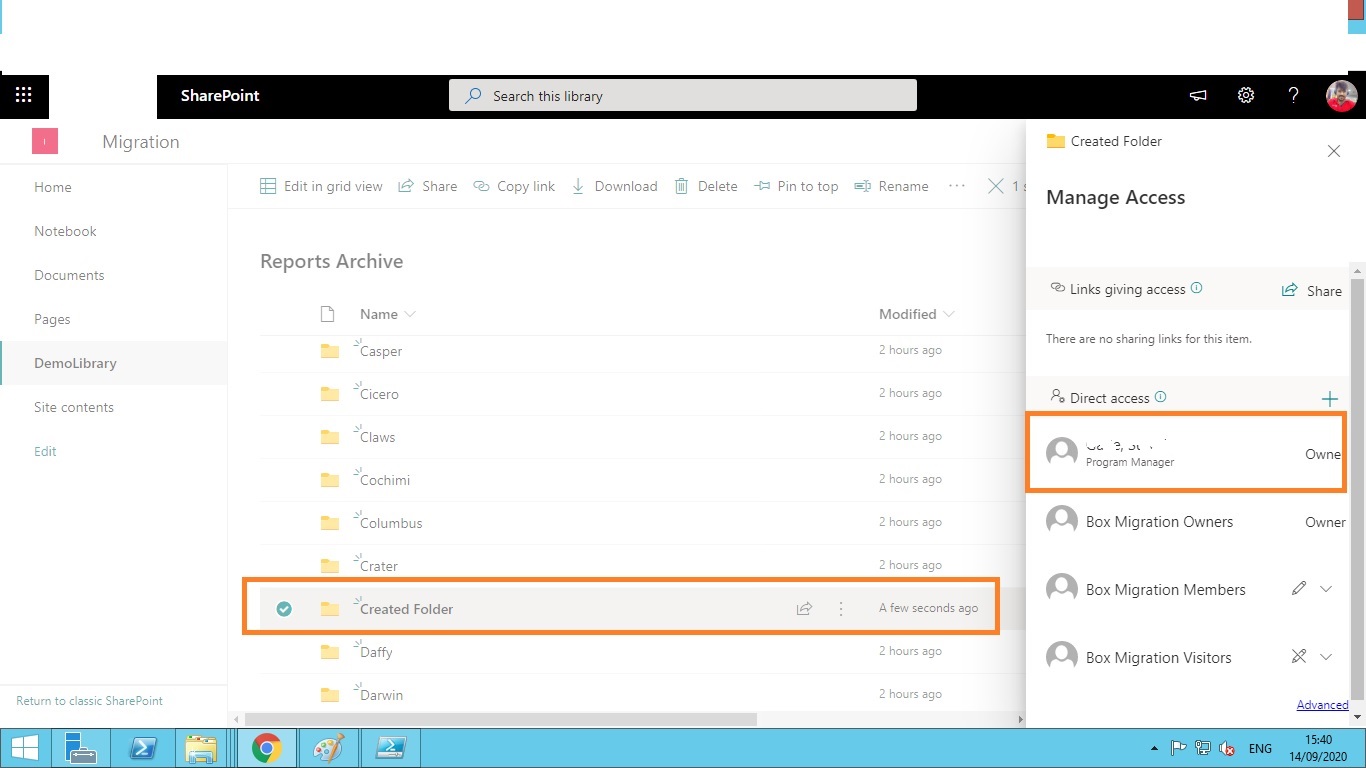 SharePoint
Search this library
?
Migration
Home
Notebook
Documents
Pages
DemoLibrary
Site contents
Edit
Return to classic SharePoint
Edit in grid view Share Copy link Download Delete Pin to top Rename ... 1 s
Reports Archive
Name Modified
Casper 2 hours ago
Cicero 2 hours ago
Claws 2 hours ago
Cochimi 2 hours ago
Columbus 2 hours ago
Crater 2 hours ago
Created Folder A few seconds ago
Daffy 2 hours ago
Darwin 2 hours ago
Created Folder
Manage Access
Links giving access Share
There are no sharing links for this item.
Direct access
Program Manager Owne
Box Migration Owners Owner
Box Migration Members
Box Migration Visitors
Advanced
ENG
15:40
14/09/2020